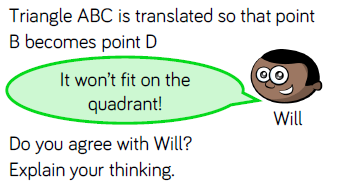 Triangle ABC is translated so that point
B becomes point D
It won't fit on the
quadrant!
Will
Do you agree with Will?
Explain your thinking.